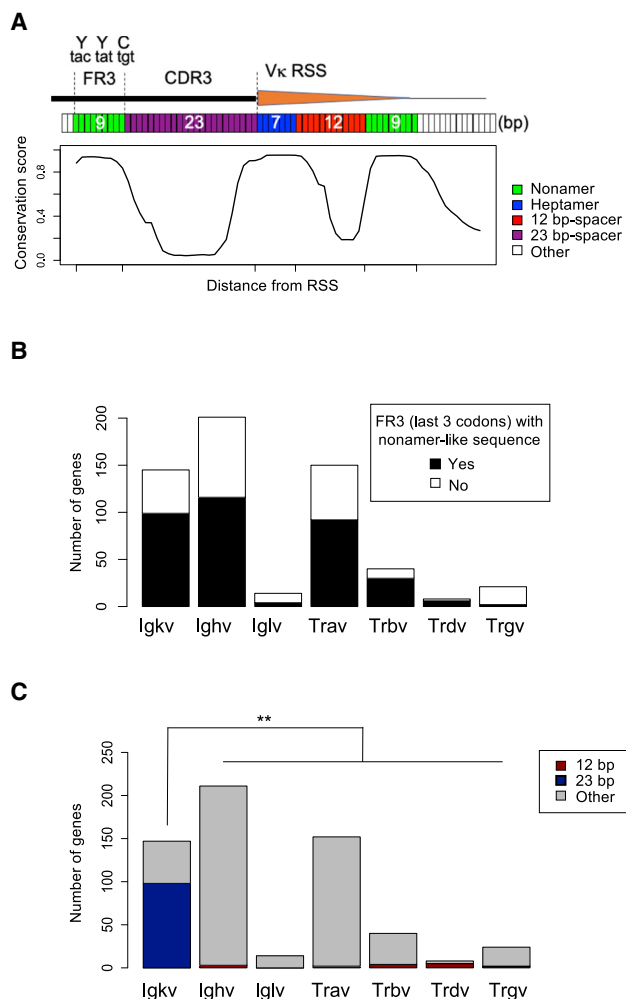 A
Y Y C
tac tat tgt
FR3 CDR3 Vκ RSS
9 23 7 12 9 (bp)
Conservation score
0.8
0.4
0.0
Distance from RSS
Nonamer
Heptamer
12 bp-spacer
23 bp-spacer
Other
B
Number of genes
200
150
100
50
0
FR3 (last 3 codons) with
nonamer-like sequence
Yes
No
Igkv Ighv Iglv Trav Trbv Trdv Trgv
C
**
Number of genes
250
200
150
100
50
0
12 bp
23 bp
Other
Igkv Ighv Iglv Trav Trbv Trdv Trgv